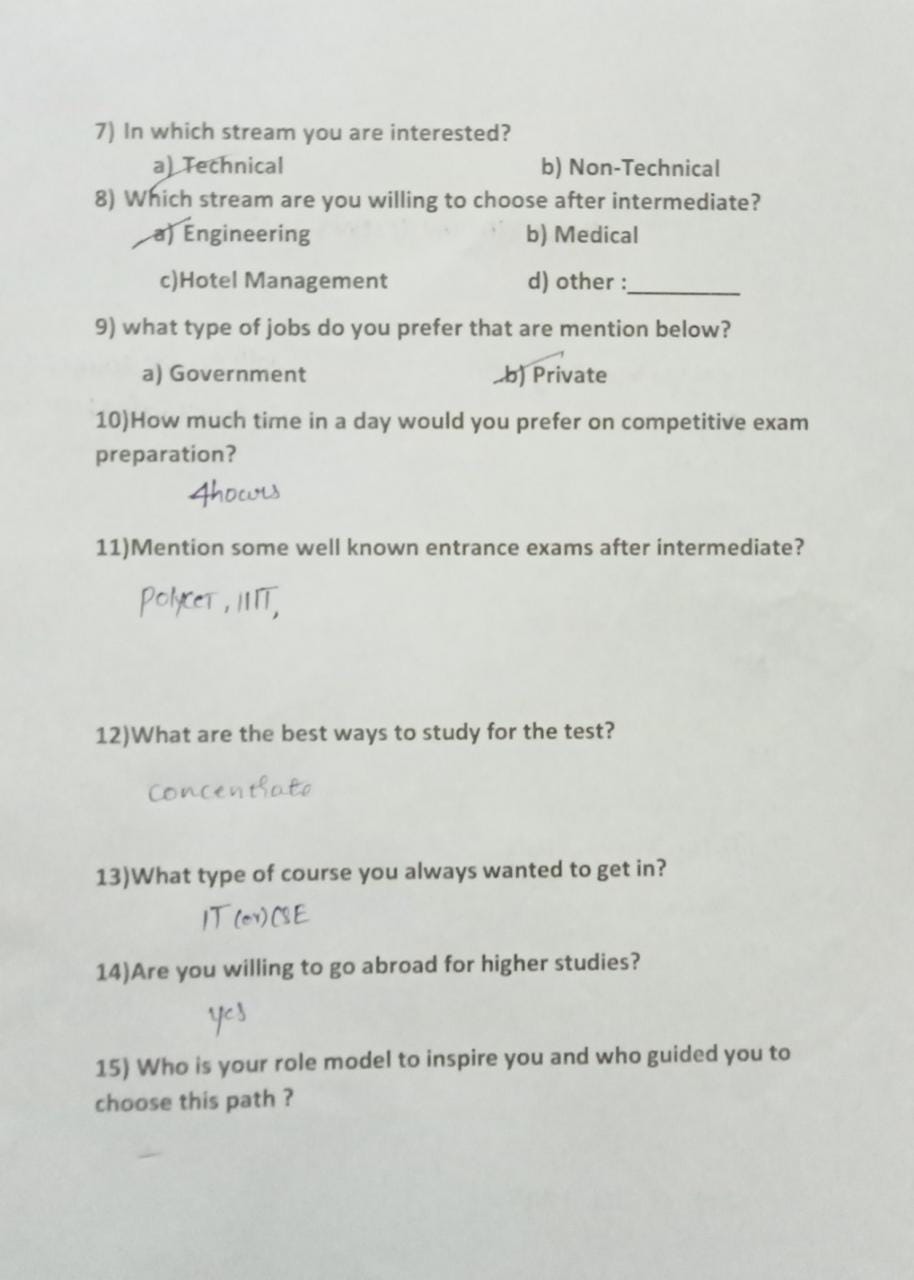 7) In which stream you are interested?
a) Technical b) Non-Technical
8) Which stream are you willing to choose after intermediate?
a) Engineering b) Medical
c)Hotel Management d) other :_________
9) what type of jobs do you prefer that are mention below?
a) Government b) Private
10)How much time in a day would you prefer on competitive exam
preparation?
4hours
11)Mention some well known entrance exams after intermediate?
Polycet, IIIT,
12)What are the best ways to study for the test?
concentrate
13)What type of course you always wanted to get in?
IT (or) CSE
14)Are you willing to go abroad for higher studies?
yes
15) Who is your role model to inspire you and who guided you to
choose this path ?
—